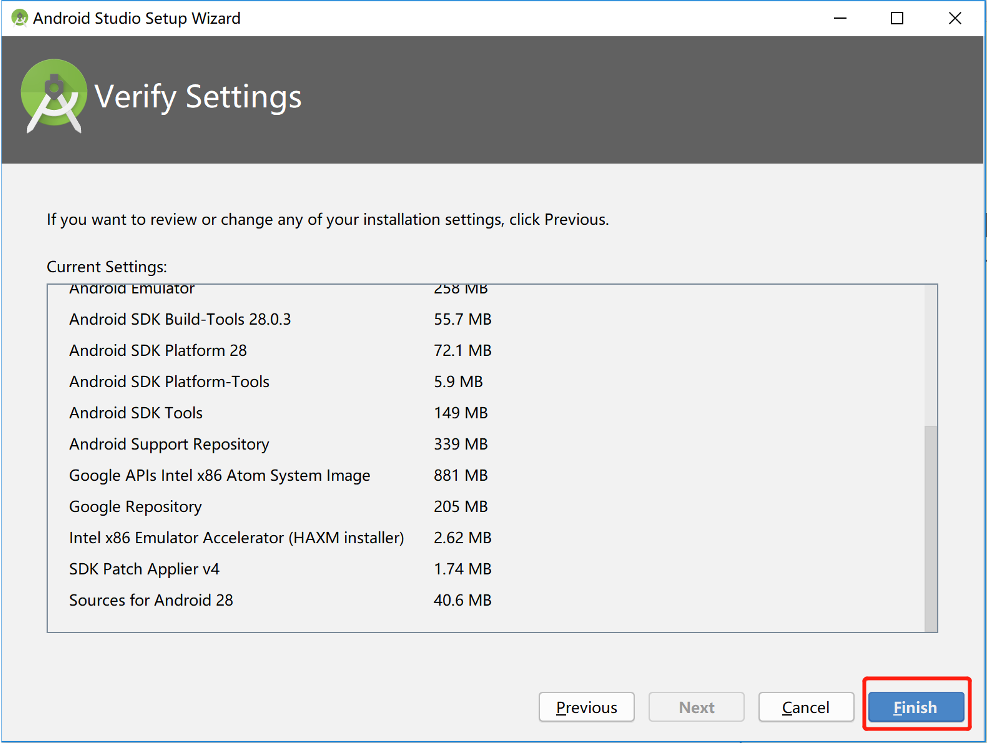 Android Studio Setup Wizard
Verify Settings
If you want to review or change any of your installation settings, click Previous.
Current Settings:
Android Emulator 258 MB
Android SDK Build-Tools 28.0.3 55.7 MB
Android SDK Platform 28 72.1 MB
Android SDK Platform-Tools 5.9 MB
Android SDK Tools 149 MB
Android Support Repository 339 MB
Google APIs Intel x86 Atom System Image 881 MB
Google Repository 205 MB
Intel x86 Emulator Accelerator (HAXM installer) 2.62 MB
SDK Patch Applier v4 1.74 MB
Sources for Android 28 40.6 MB
Previous Next Cancel Finish